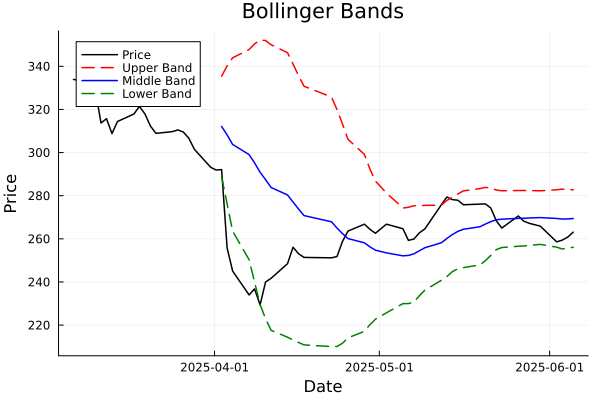 Bollinger Bands
Price
Upper Band
Middle Band
Lower Band
340
320
300
280
260
240
220
Price
2025-04-01
2025-05-01
2025-06-01
Date